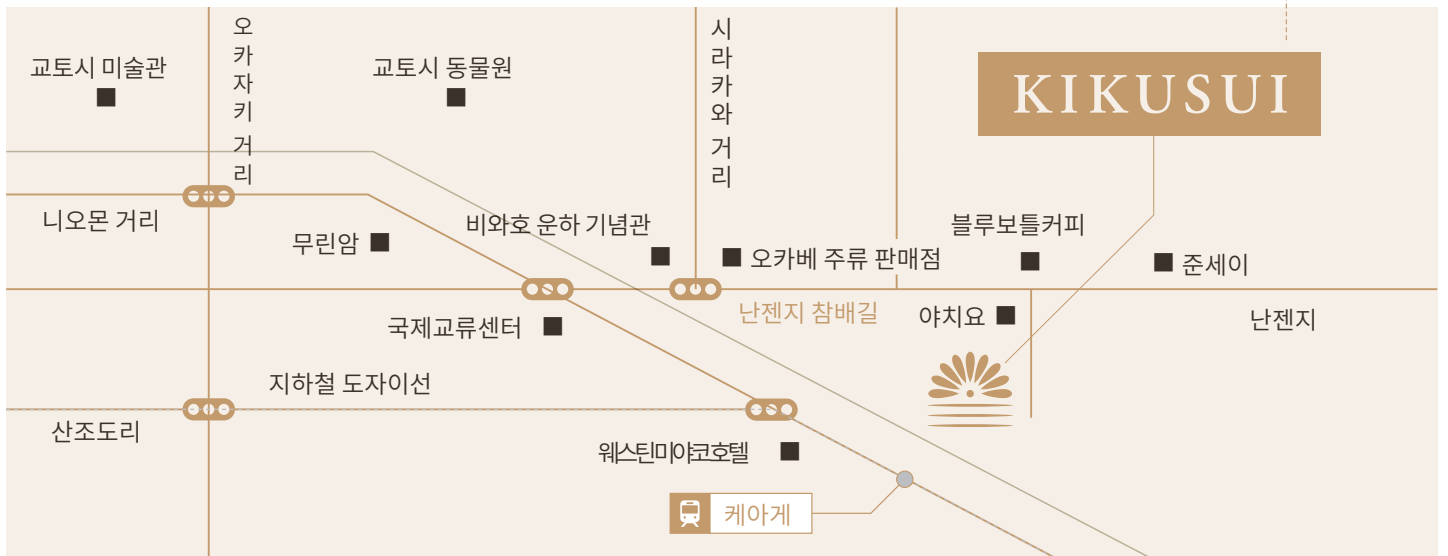 오카자키 거리
시라카와 거리
교토시 미술관
교토시 동물원
KIKUSUI
니오몬 거리
무린암
비와호 운하 기념관
오카베 주류 판매점
블루보틀커피
준세이
난젠지 참배길
야치요
난젠지
국제교류센터
지하철 도자이선
산조도리
웨스틴미야코호텔
케아게